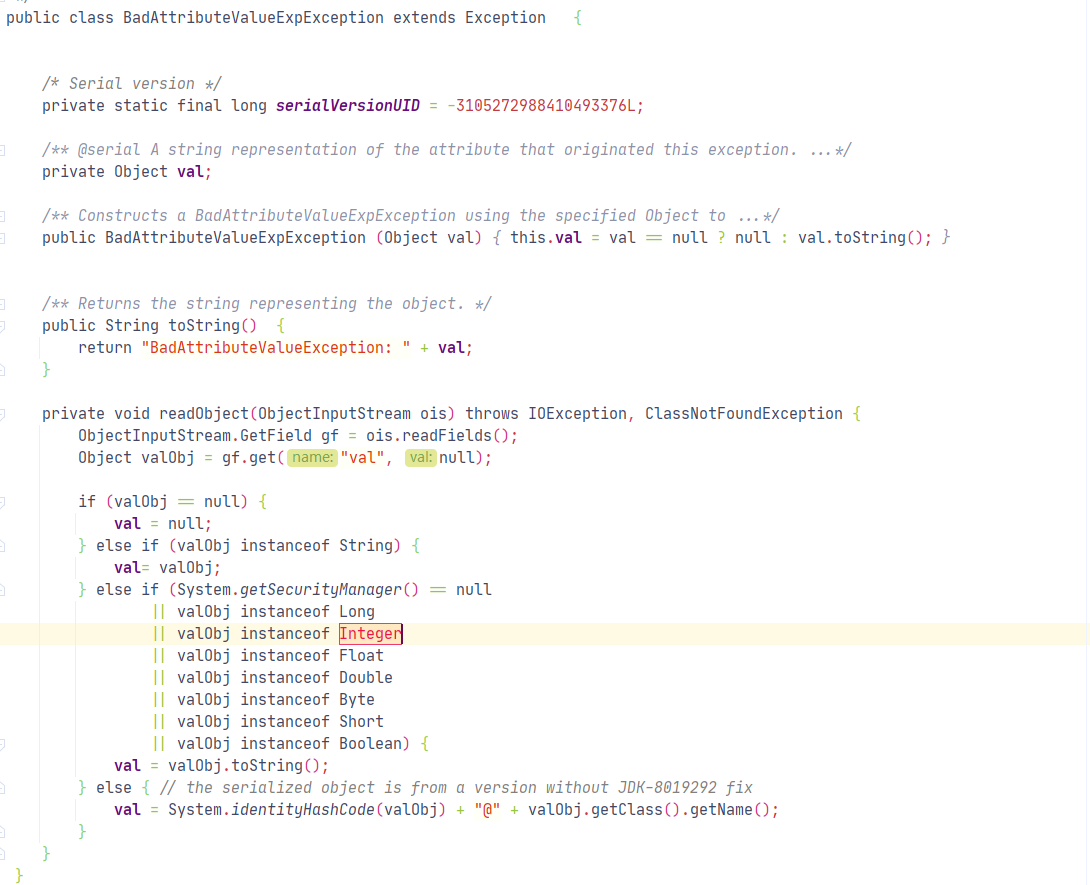 public class BadAttributeValueExpException extends Exception   {
/* Serial version */
private static final long serialVersionUID = -3105272988410493376L;
/** @serial A string representation of the attribute that originated this exception. ...*/
private Object val;
/** Constructs a BadAttributeValueExpException using the specified Object to ...*/
public BadAttributeValueExpException (Object val) { this.val = val == null ? null : val.toString(); }
/** Returns the string representing the object. */
public String toString()  {
return "BadAttributeValueException: " + val;
}
private void readObject(ObjectInputStream ois) throws IOException, ClassNotFoundException {
ObjectInputStream.GetField gf = ois.readFields();
Object valObj = gf.get( name: "val", val: null);
if (valObj == null) {
val = null;
} else if (valObj instanceof String) {
val= valObj;
} else if (System.getSecurityManager() == null
|| valObj instanceof Long
|| valObj instanceof Integer
|| valObj instanceof Float
|| valObj instanceof Double
|| valObj instanceof Byte
|| valObj instanceof Short
|| valObj instanceof Boolean) {
val = valObj.toString();
} else { // the serialized object is from a version without JDK-8019292 fix
val = System.identityHashCode(valObj) + "@" + valObj.getClass().getName();
}
}
}